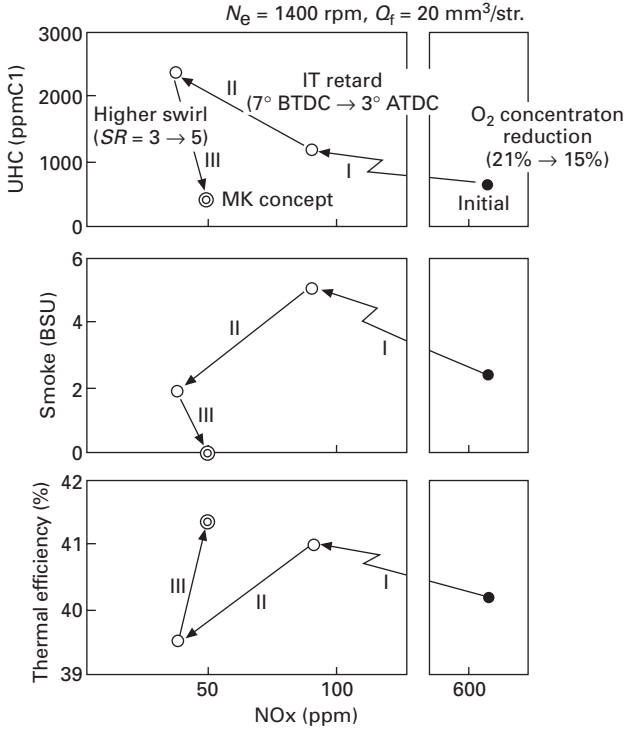 Ne = 1400 rpm, Qf = 20 mm³/str.
3000
2000
1000
0
UHC (ppmC1)
II
IT retard
(7° BTDC → 3° ATDC
Higher swirl
(SR = 3 → 5)
III
MK concept
I
O₂ concentraton
reduction
(21% → 15%)
Initial
6
4
2
0
Smoke (BSU)
II
I
III
42
41
40
39
Thermal efficiency (%)
III
II
I
50
100
600
NOx (ppm)